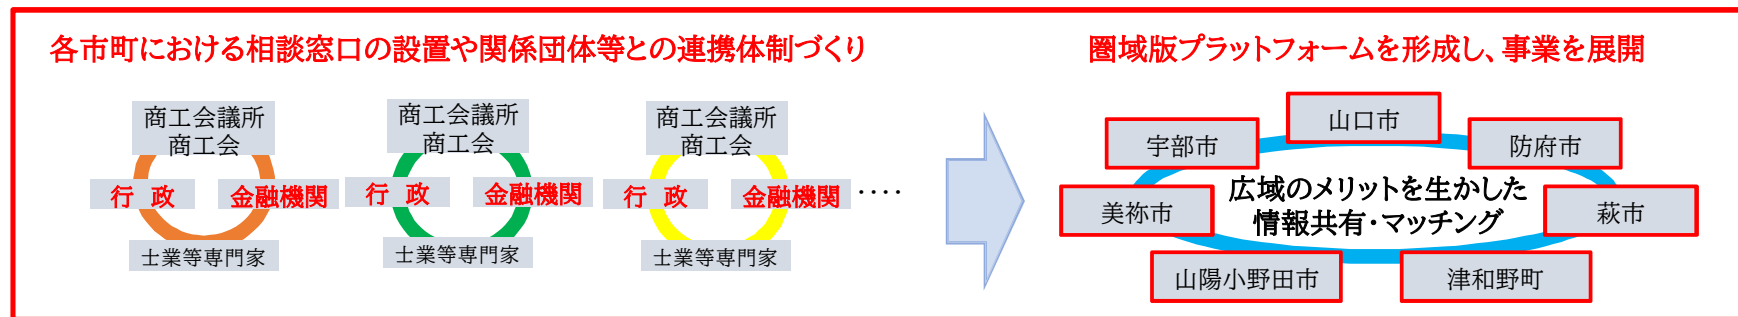 各市町における相談窓口の設置や関係団体等との連携体制づくり
商工会議所
商工会
行 政
金融機関
士業等専門家
商工会議所
商工会
行 政
金融機関
士業等専門家
商工会議所
商工会
行 政
金融機関
士業等専門家
････
圏域版プラットフォームを形成し、事業を展開
山口市
宇部市
防府市
美祢市
広域のメリットを生かした
情報共有・マッチング
萩市
山陽小野田市
津和野町